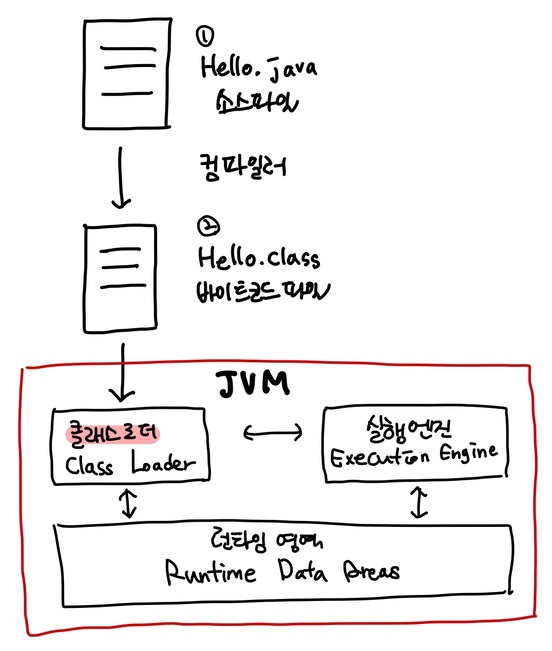 ①
Hello.java
소스파일
컴파일러
②
Hello.class
바이트코드 파일
JVM
클래스로더
Class Loader
실행엔진
Execution Engine
런타임 영역
Runtime Data Areas